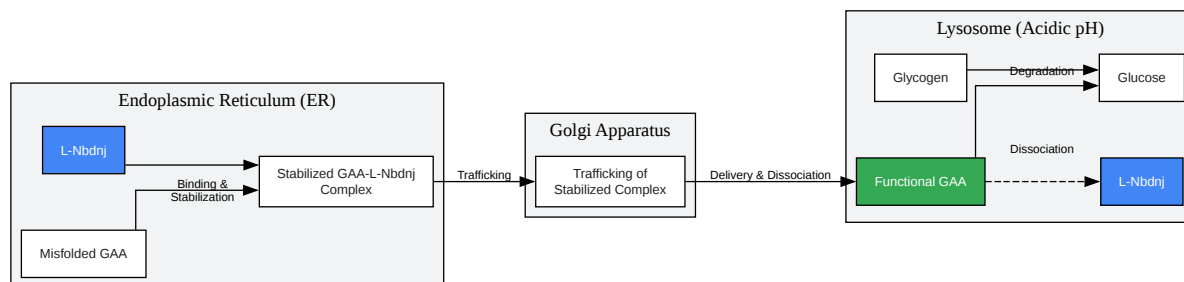 Endoplasmic Reticulum (ER)
L-Nbdnj
Binding &
Stabilization
Misfolded GAA
Stabilized GAA-L-Nbdnj
Complex
Trafficking
Golgi Apparatus
Trafficking of
Stabilized Complex
Delivery & Dissociation
Lysosome (Acidic pH)
Glycogen
Degradation
Glucose
Functional GAA
Dissociation
L-Nbdnj